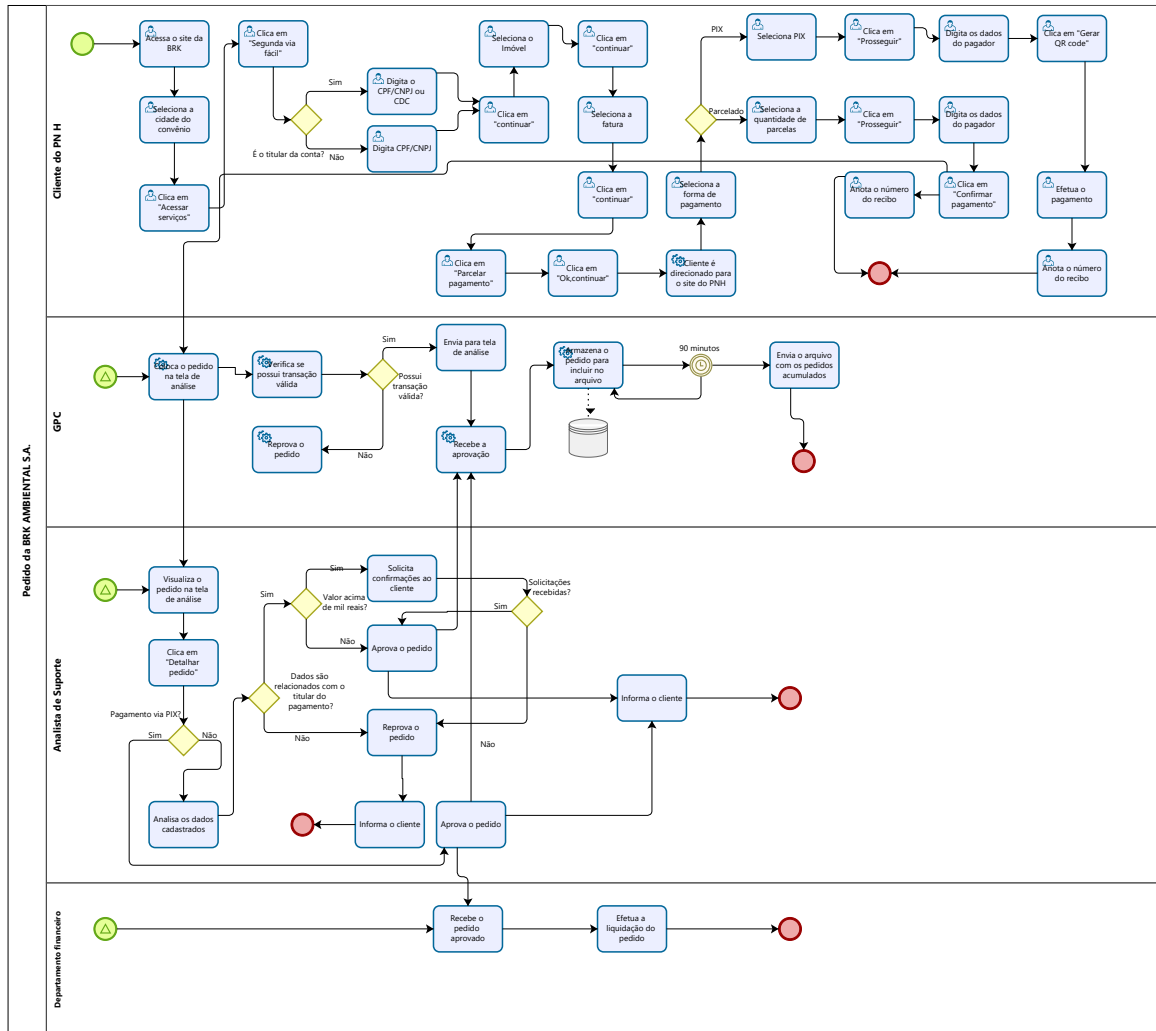 Pedido da BRK AMBIENTAL S.A.
Cliente do PN H
Acessa o site da
BRK
Seleciona a
cidade do
convênio
Clica em
"Acessar
serviços"
Clica em
"Segunda via
fácil"
É o titular da conta?
Sim
Não
Digita o
CPF/CNPJ ou
CDC
Digita CPF/CNPJ
Clica em
"continuar"
Seleciona o
Imóvel
Clica em
"continuar"
Seleciona a
fatura
Clica em
"continuar"
Clica em
"Parcelar
pagamento"
Clica em
"Ok,continuar"
Cliente é
direcionado para
o site do PNH
Seleciona a
forma de
pagamento
PIX
Parcelado
Seleciona PIX
Clica em
"Prosseguir"
Digita os dados
do pagador
Clica em "Gerar
QR code"
Efetua o
pagamento
Anota o número
do recibo
Seleciona a
quantidade de
parcelas
Clica em
"Prosseguir"
Digita os dados
do pagador
Clica em
"Confirmar
pagamento"
Anota o número
do recibo
GPC
Coloca o pedido
na tela de
análise
Verifica se
possui transação
válida
Possui
transação
válida?
Sim
Não
Reprova o
pedido
Envia para tela
de análise
Recebe a
aprovação
Armazena o
pedido para
incluir no
arquivo
90 minutos
Envia o arquivo
com os pedidos
acumulados
Analista de Suporte
Visualiza o
pedido na tela
de análise
Clica em
"Detalhar
pedido"
Pagamento via PIX?
Sim
Não
Analisa os dados
cadastrados
Dados são
relacionados com o
titular do
pagamento?
Sim
Não
Valor acima
de mil reais?
Sim
Não
Solicita
confirmações ao
cliente
Solicitações
recebidas?
Sim
Não
Aprova o pedido
Reprova o
pedido
Informa o cliente
Aprova o pedido
Informa o cliente
Departamento financeiro
Recebe o
pedido
aprovado
Efetua a
liquidação do
pedido